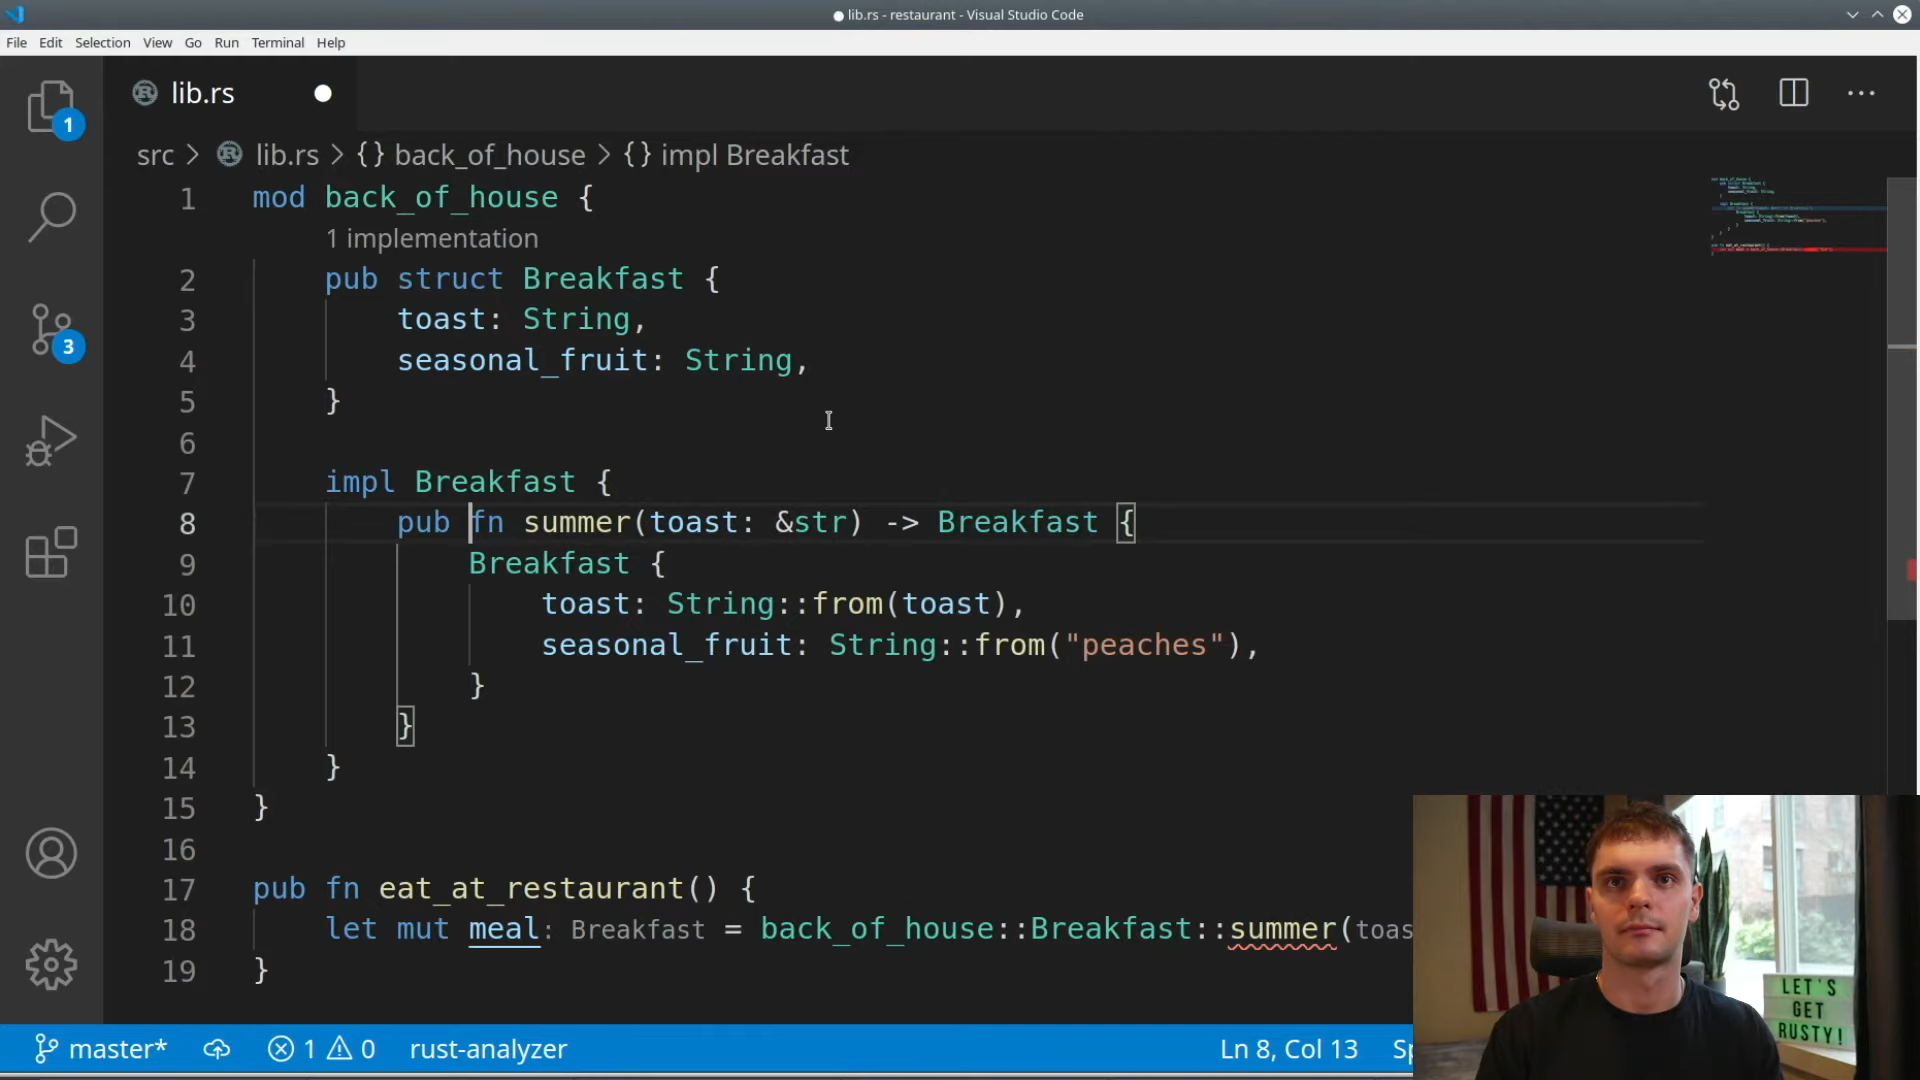 lib.rs - restaurant - Visual Studio Code
File Edit Selection View Go Run Terminal Help
1 lib.rs
src lib.rs {} back_of_house {} impl Breakfast
1 mod back_of_house {
1 implementation
2 pub struct Breakfast {
3 toast: String,
4 seasonal_fruit: String,
5 }
6
7 impl Breakfast {
8 pub fn summer(toast: &str) -> Breakfast {
9 Breakfast {
10 toast: String::from(toast),
11 seasonal_fruit: String::from("peaches"),
12 }
13 }
14 }
15 }
16
17 pub fn eat_at_restaurant() {
18 let mut meal: Breakfast = back_of_house::Breakfast::summer(toas
19 }
3
LET'S
GET
RUSTY!
master* 1 0 rust-analyzer Ln 8, Col 13 Sp